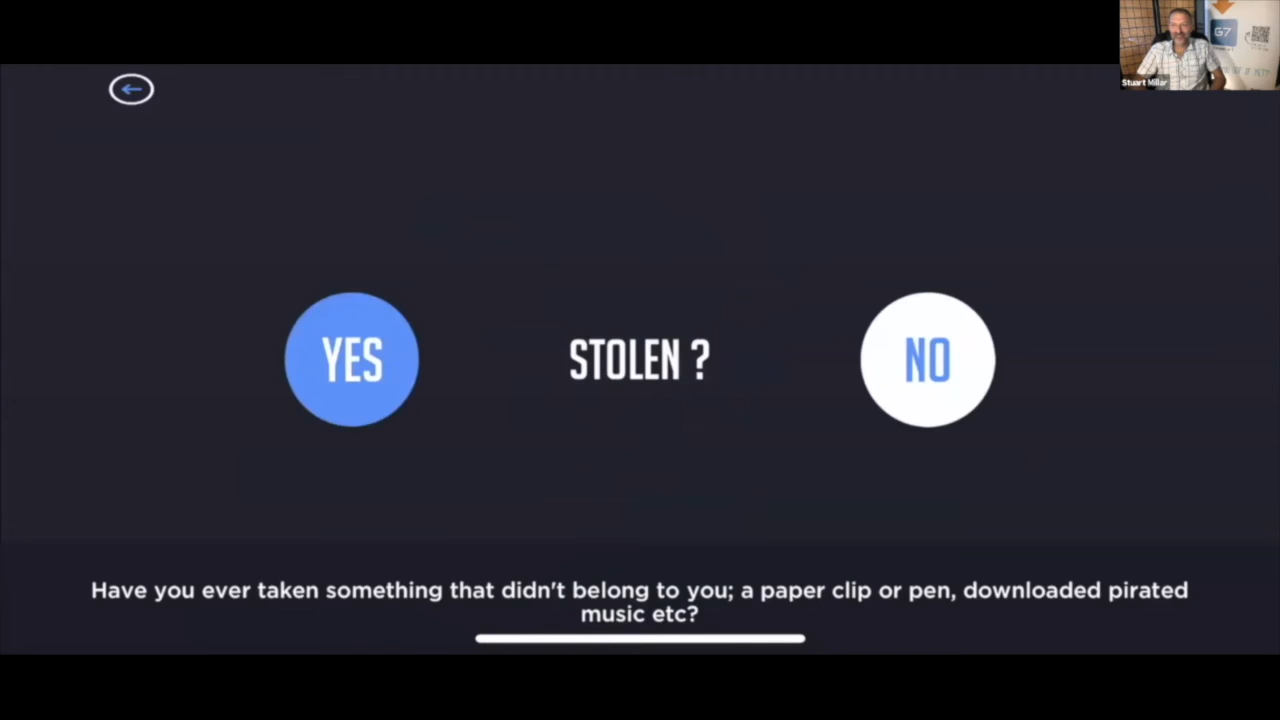 G7
Stuart Millar
YES
STOLEN ?
NO
Have you ever taken something that didn't belong to you; a paper clip or pen, downloaded pirated
music etc?